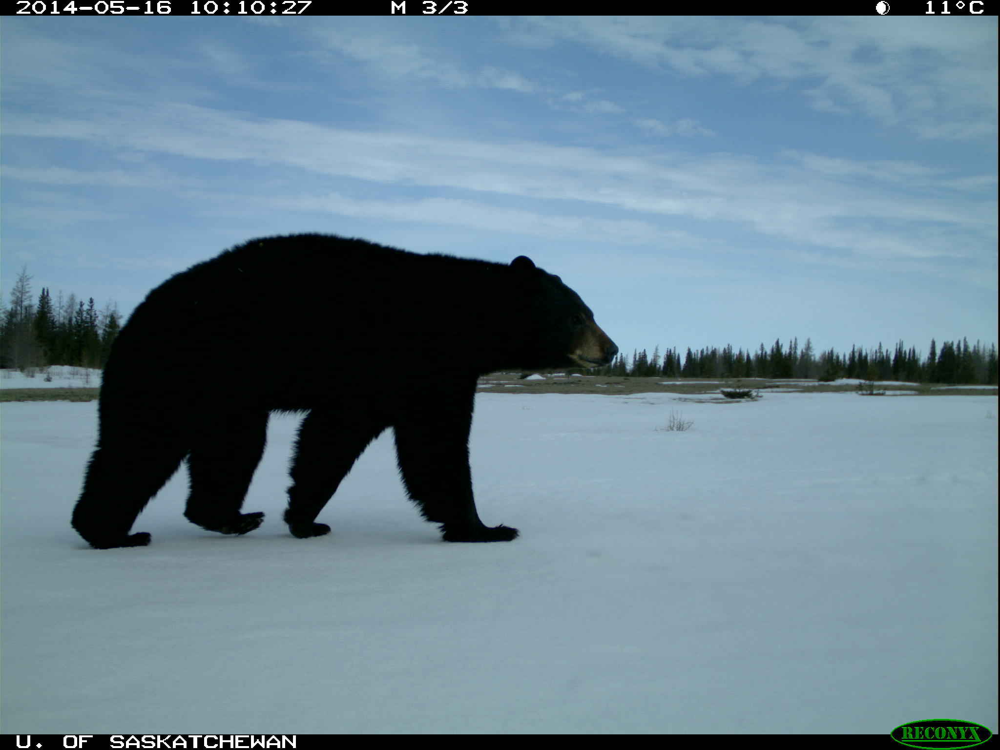 2014-05-16 10:10:27 M 3/3 11°C
U. OF SASKATCHEWAN RECONYX